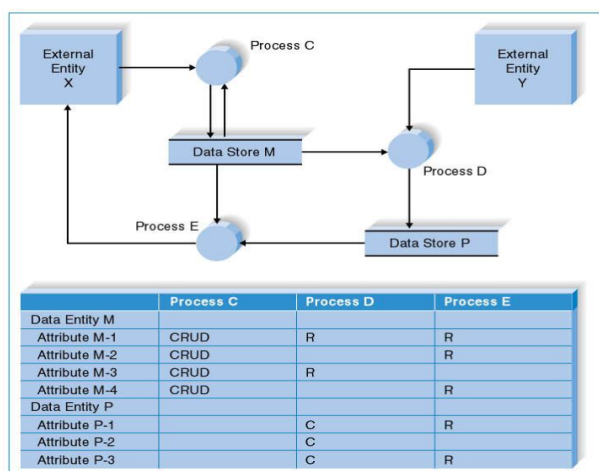 External
Entity
X
Process C
External
Entity
Y
Data Store M
Process D
Process E
Data Store P
Process C Process D Process E
Data Entity M
Attribute M-1 CRUD R R
Attribute M-2 CRUD R
Attribute M-3 CRUD R
Attribute M-4 CRUD R
Data Entity P
Attribute P-1 C R
Attribute P-2 C
Attribute P-3 C R